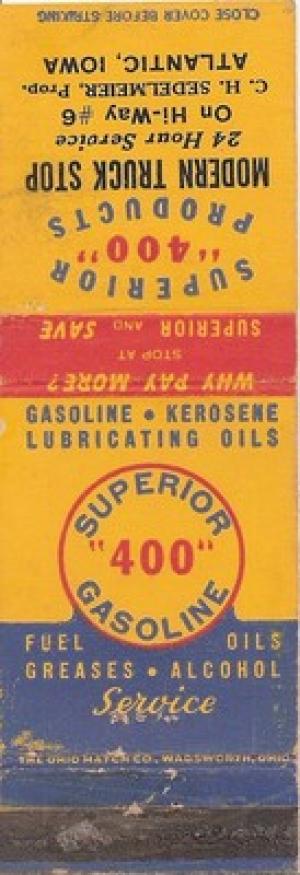 CLOSE COVER BEFORE STRIKING
ATLANTIC, IOWA
C. H. SEDELMEIER, Prop.
On Hi-Way #6
24 Hour Service
MODERN TRUCK STOP
SUPERIOR
"400"
PRODUCTS
WHY PAY MORE?
STOP AT
SUPERIOR AND SAVE
GASOLINE • KEROSENE
LUBRICATING OILS
SUPERIOR
"400"
GASOLINE
FUEL OILS
GREASES • ALCOHOL
Service
THE OHIO MATCH CO., WADSWORTH, OHIO